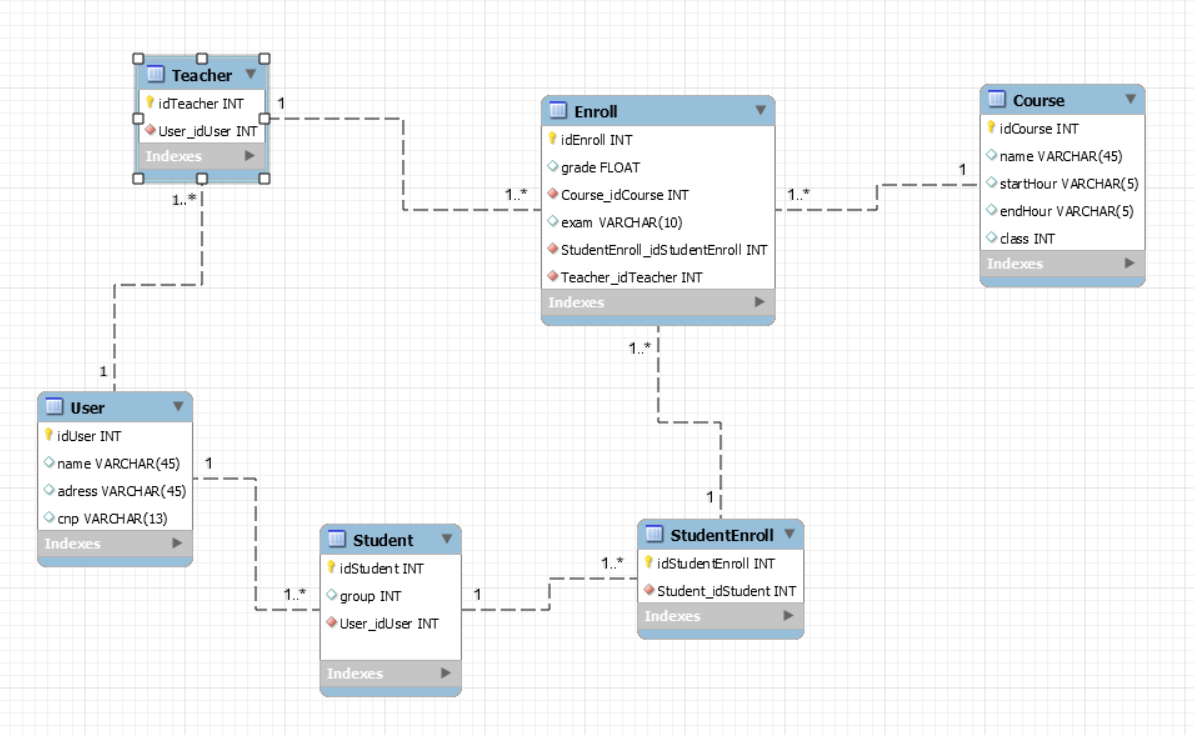 Teacher
idTeacher INT
User_idUser INT
Indexes
1
1..*
Enroll
idEnroll INT
grade FLOAT
Course_idCourse INT
exam VARCHAR(10)
StudentEnroll_idStudentEnroll INT
Teacher_idTeacher INT
Indexes
1..*
1..*
1..*
Course
idCourse INT
name VARCHAR(45)
startHour VARCHAR(5)
endHour VARCHAR(5)
class INT
Indexes
1
1
User
idUser INT
name VARCHAR(45)
adress VARCHAR(45)
cnp VARCHAR(13)
Indexes
1
1..*
Student
idStudent INT
group INT
User_idUser INT
Indexes
1
1..*
1
StudentEnroll
idStudentEnroll INT
Student_idStudent INT
Indexes